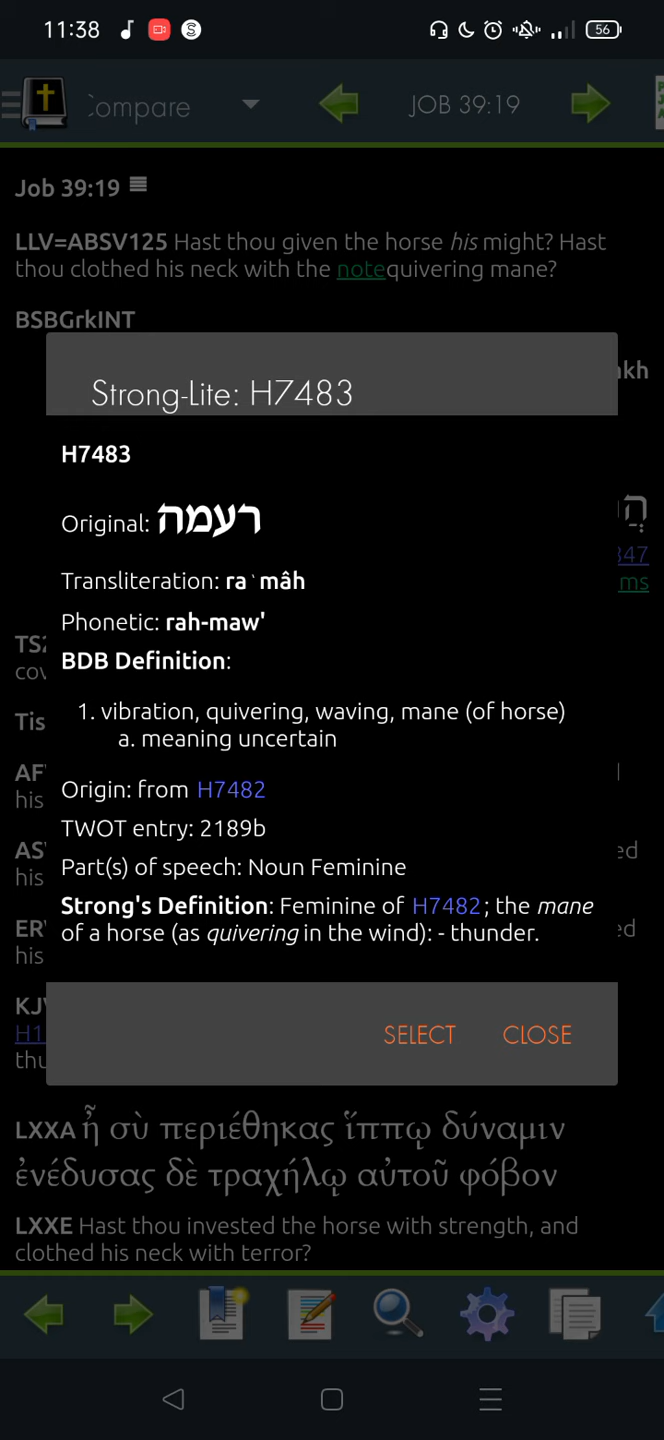 11:38
56
Compare
JOB 39:19
Job 39:19
LLV=ABSV125 Hast thou given the horse his might? Hast
thou clothed his neck with the notequivering mane?
BSBGrkINT
Strong-Lite: H7483
H7483
Original: רעמה
Transliteration: ra‛mâh
Phonetic: rah-maw'
BDB Definition:
1. vibration, quivering, waving, mane (of horse)
a. meaning uncertain
Origin: from H7482
TWOT entry: 2189b
Part(s) of speech: Noun Feminine
Strong's Definition: Feminine of H7482; the mane
of a horse (as quivering in the wind): - thunder.
his
his
his
SELECT CLOSE
LXXA ἦ σὺ περιέθηκας ἵππῳ δύναμιν
ἐνέδυσας δὲ τραχήλῳ αὐτοῦ φόβον
LXXE Hast thou invested the horse with strength, and
clothed his neck with terror?